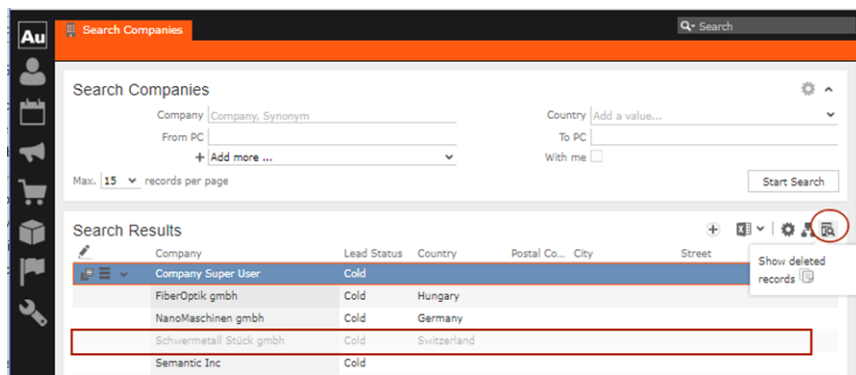 Au
Search Companies
Search
Search Companies
Company Company, Synonym
Country Add a value...
From PC
To PC
+ Add more ...
With me
Max. 15 records per page
Start Search
Search Results
Company Lead Status Country Postal Co... City Street
Show deleted
records
Company Super User Cold
FiberOptik gmbh Cold Hungary
NanoMaschinen gmbh Cold Germany
Schwermetall Stück gmbh Cold Switzerland
Semantic Inc Cold